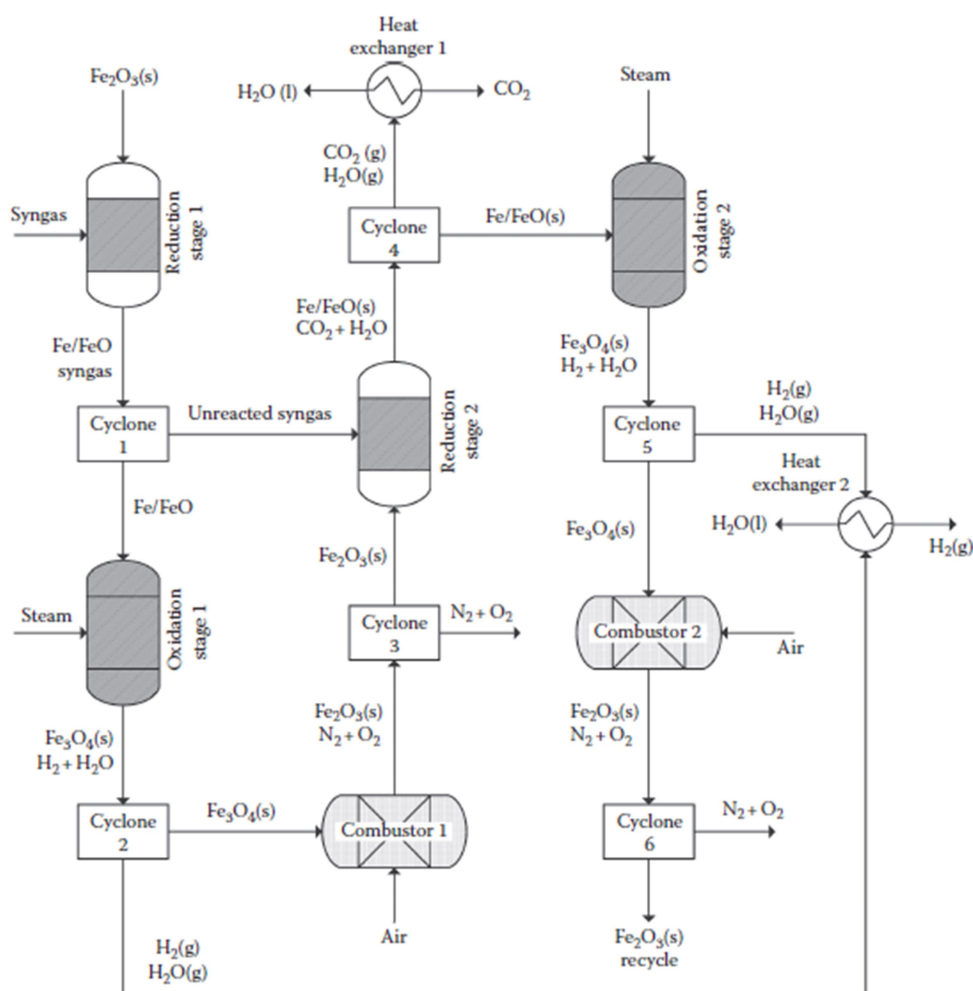 Heat
exchanger 1
Fe₂O₃(s)
H₂O (l)
CO₂
Steam
CO₂ (g)
H₂O(g)
Syngas
Reduction
stage 1
Cyclone
4
Fe/FeO(s)
Oxidation
stage 2
Fe/FeO(s)
CO₂ + H₂O
Fe/FeO
syngas
Fe₃O₄(s)
H₂ + H₂O
Cyclone
1
Unreacted syngas
Reduction
stage 2
Cyclone
5
H₂(g)
H₂O(g)
Heat
exchanger 2
Fe/FeO
Fe₂O₃(s)
Fe₃O₄(s)
H₂O(l)
H₂(g)
Steam
Oxidation
stage 1
Cyclone
3
N₂ + O₂
Combustor 2
Air
Fe₂O₃(s)
N₂ + O₂
Fe₂O₃(s)
N₂ + O₂
Fe₃O₄(s)
H₂ + H₂O
Cyclone
2
Fe₃O₄(s)
Combustor 1
Cyclone
6
N₂ + O₂
Air
H₂(g)
H₂O(g)
Fe₂O₃(s)
recycle